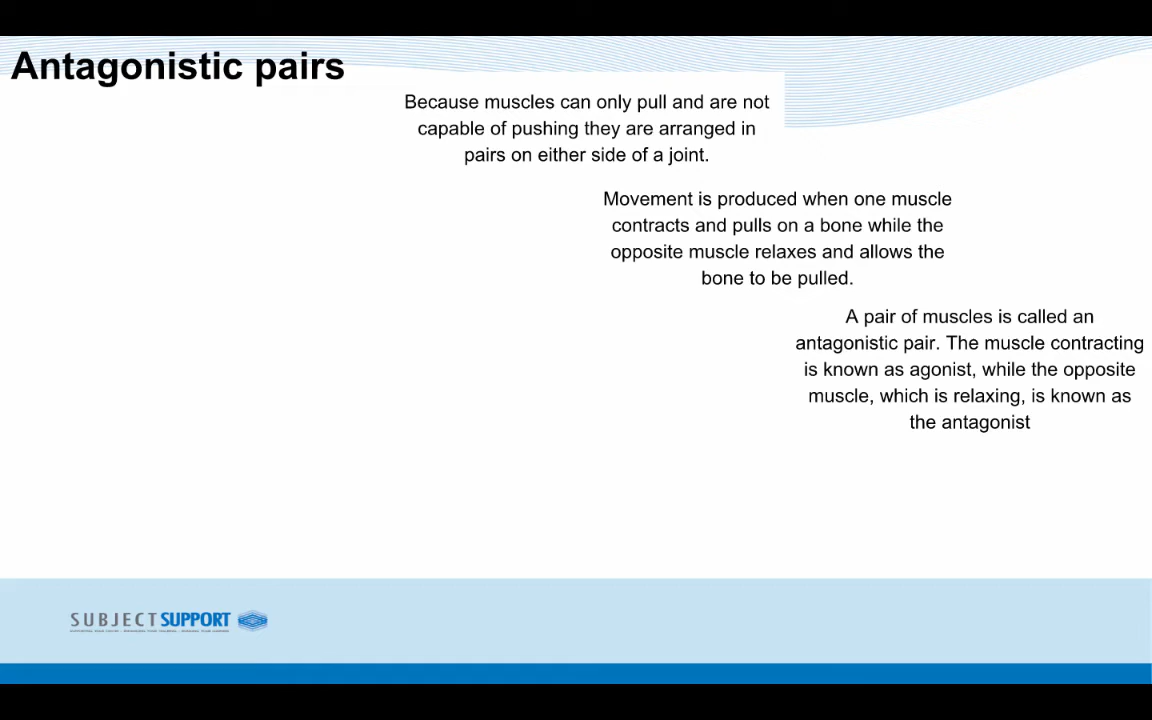 Antagonistic pairs
Because muscles can only pull and are not
capable of pushing they are arranged in
pairs on either side of a joint.
Movement is produced when one muscle
contracts and pulls on a bone while the
opposite muscle relaxes and allows the
bone to be pulled.
A pair of muscles is called an
antagonistic pair. The muscle contracting
is known as agonist, while the opposite
muscle, which is relaxing, is known as
the antagonist
SUBJECTSUPPORT